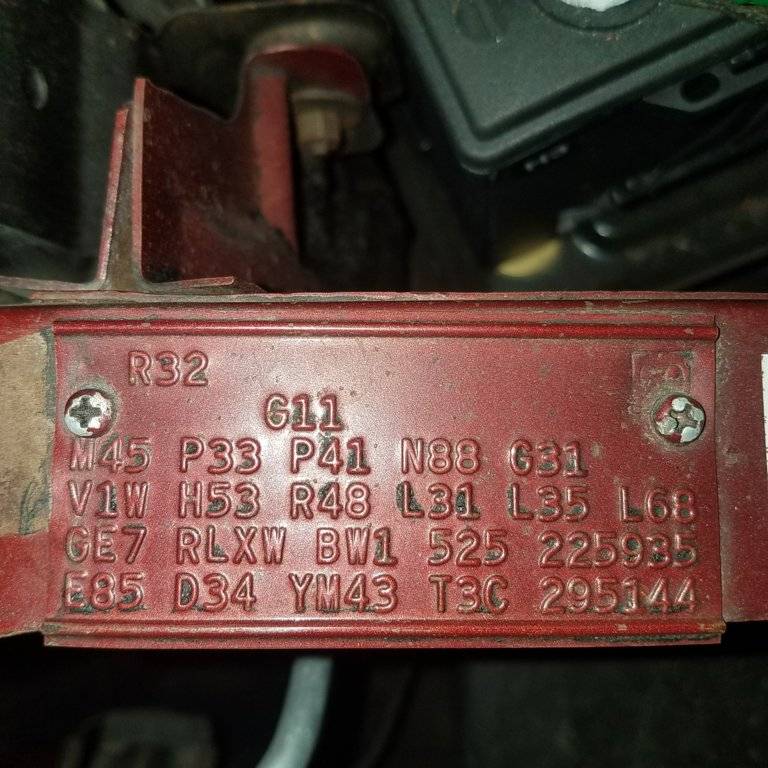 R32
G11
M45 P33 P41 N88 G31
V1W H53 R48 L31 L35 L68
GE7 RLXW BW1 525 225935
E85 D34 YM43 T3C 295144